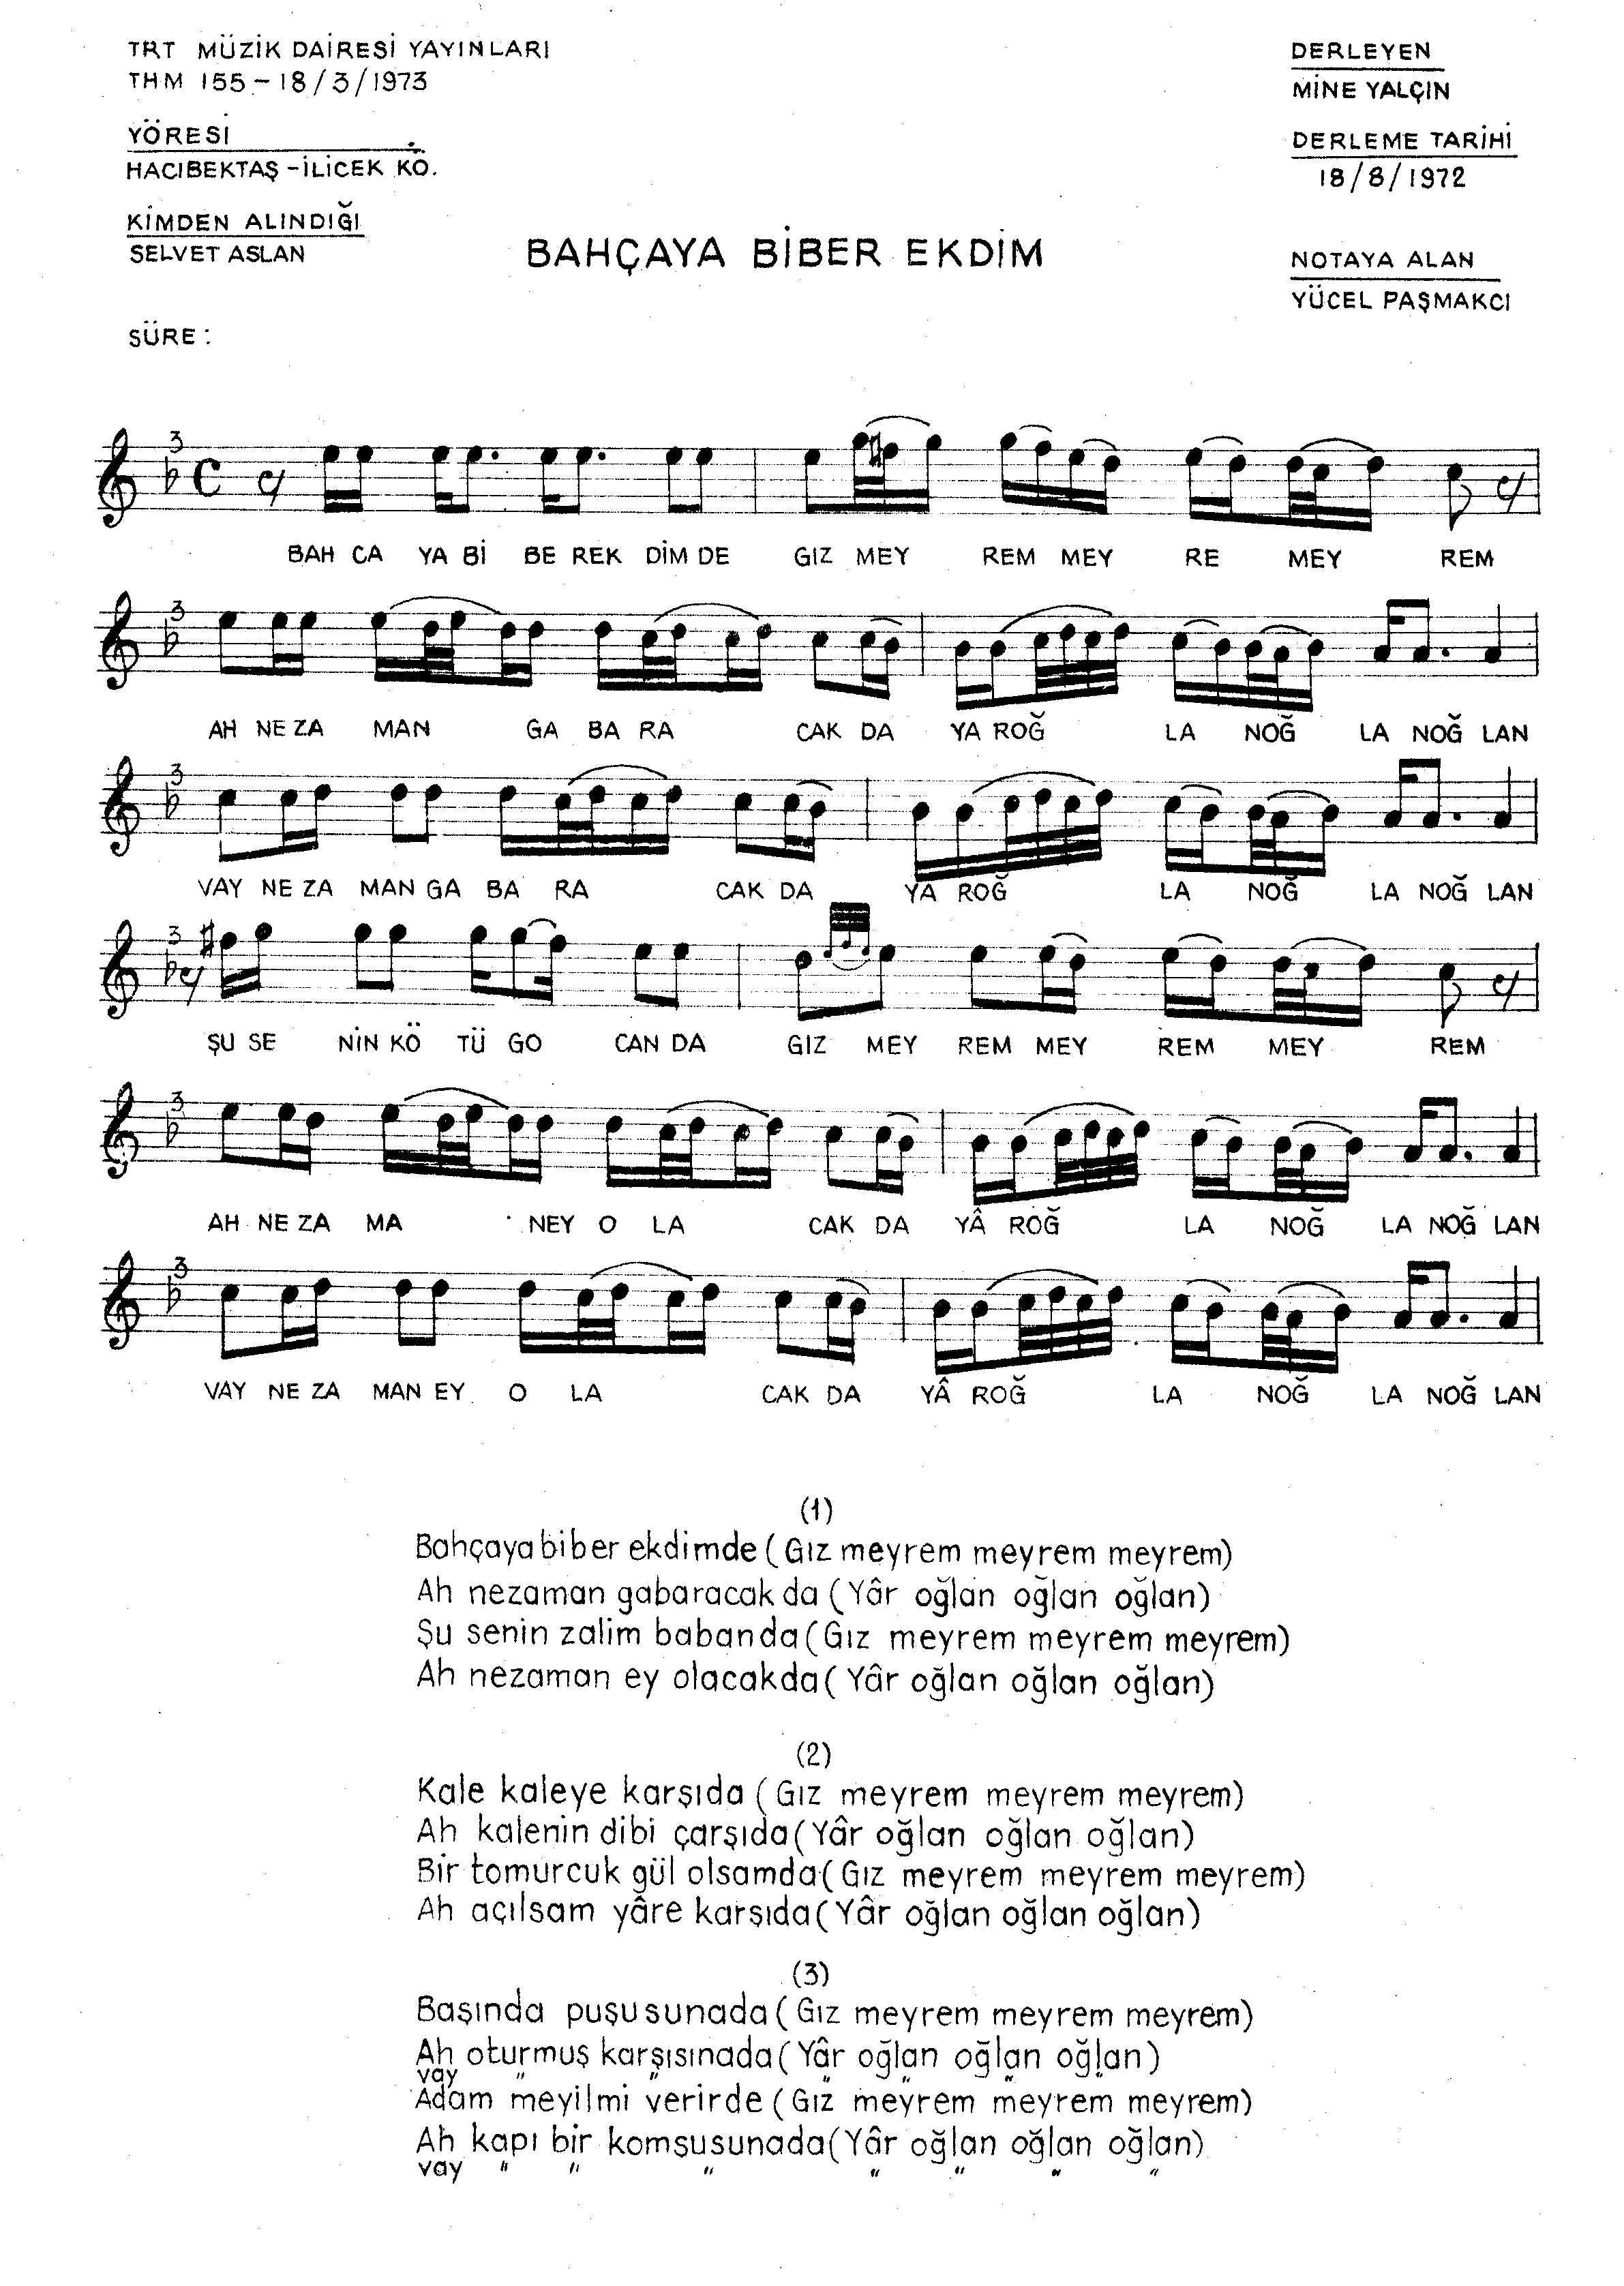 TRT MÜZİK DAİRESİ YAYINLARI
THM 155 - 18/3/1973
YÖRESİ
HACIBEKTAŞ - İLİCEK KÖ.
KİMDEN ALINDIĞI
SELVET ASLAN
SÜRE :
BAHÇAYA BİBER EKDİM
DERLEYEN
MİNE YALÇIN
DERLEME TARİHİ
18/8/1972
NOTAYA ALAN
YÜCEL PAŞMAKCI
3
BAH CA YA Bİ BE REK DİM DE GIZ MEY REM MEY RE MEY REM
3
AH NE ZA MAN GA BA RA CAK DA YA ROĞ LA NOĞ LA NOĞ LAN
3
VAY NE ZA MAN GA BA RA CAK DA YA ROĞ LA NOĞ LA NOĞ LAN
3
ŞU SE NİN KÖ TÜ GO CAN DA GIZ MEY REM MEY REM MEY REM
3
AH NE ZA MA NEY O LA CAK DA YÂ ROĞ LA NOĞ LA NOĞ LAN
3
VAY NE ZA MAN EY O LA CAK DA YÂ ROĞ LA NOĞ LA NOĞ LAN
(1)
Bahçaya biber ekdimde (Gız meyrem meyrem meyrem)
Ah nezaman gabaracak da (Yâr oğlan oğlan oğlan)
Şu senin zalim babanda (Gız meyrem meyrem meyrem)
Ah nezaman ey olacakda (Yâr oğlan oğlan oğlan)
(2)
Kale kaleye karşıda (Gız meyrem meyrem meyrem)
Ah kalenin dibi çarşıda (Yâr oğlan oğlan oğlan)
Bir tomurcuk gül olsamda (Gız meyrem meyrem meyrem)
Ah açılsam yâre karşıda (Yâr oğlan oğlan oğlan)
(3)
Başında puşusunada (Gız meyrem meyrem meyrem)
Ah oturmuş karşısınada (Yâr oğlan oğlan oğlan)
vay " " " " " "
Adam meyilmi verirde (Gız meyrem meyrem meyrem)
Ah kapı bir komşusunada (Yâr oğlan oğlan oğlan)
vay " " " " " " "